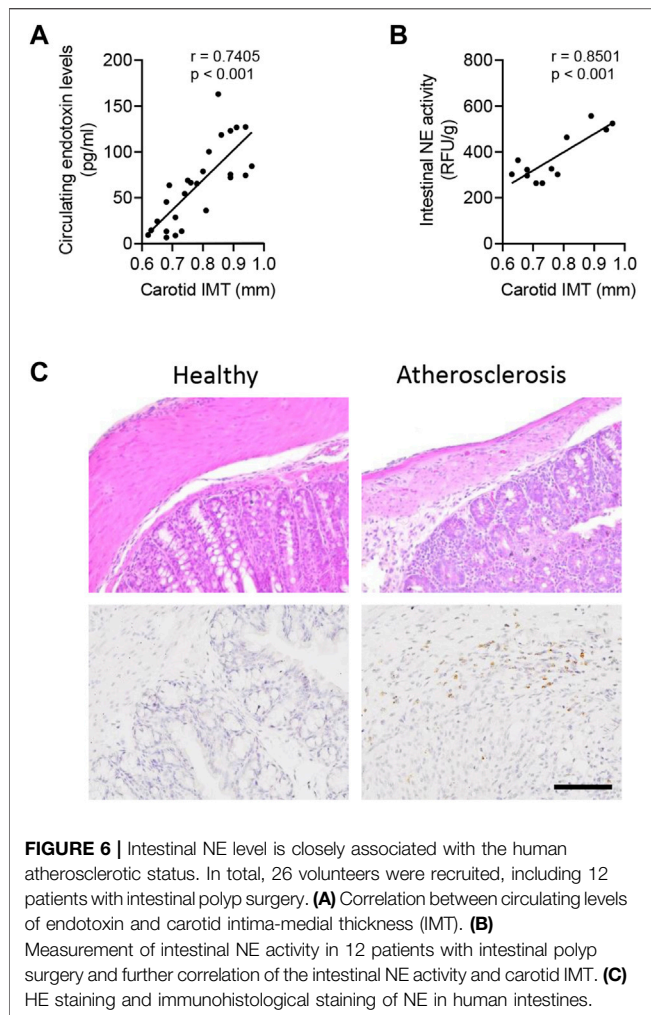 A
r = 0.7405
p < 0.001
Circulating endotoxin levels
(pg/ml)
200
150
100
50
0
0.6 0.7 0.8 0.9 1.0
Carotid IMT (mm)
B
r = 0.8501
p < 0.001
Intestinal NE activity
(RFU/g)
800
600
400
200
0
0.6 0.7 0.8 0.9 1.0
Carotid IMT (mm)
C
Healthy
Atherosclerosis
FIGURE 6 | Intestinal NE level is closely associated with the human
atherosclerotic status. In total, 26 volunteers were recruited, including 12
patients with intestinal polyp surgery. (A) Correlation between circulating levels
of endotoxin and carotid intima-medial thickness (IMT). (B)
Measurement of intestinal NE activity in 12 patients with intestinal polyp
surgery and further correlation of the intestinal NE activity and carotid IMT. (C)
HE staining and immunohistological staining of NE in human intestines.